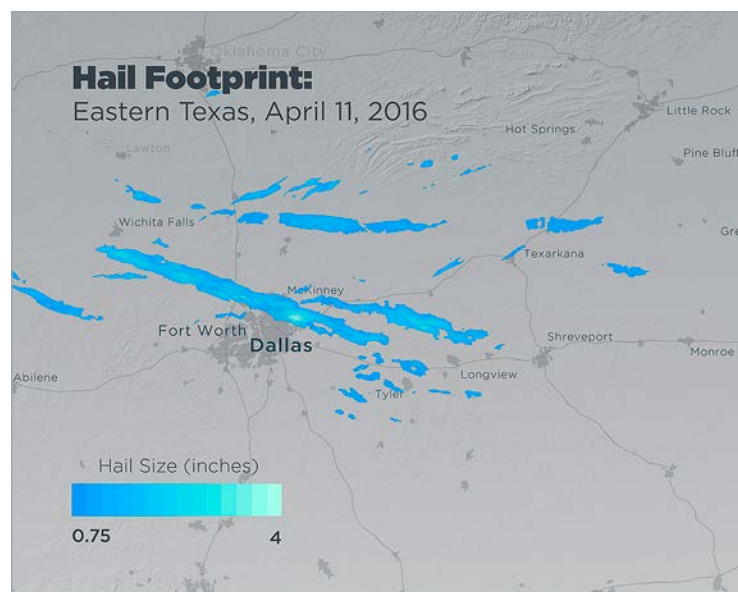 Oklahoma City
Hail Footprint:
Eastern Texas, April 11, 2016
Little Rock
Hot Springs
Lawton
Pine Bluff
Wichita Falls
Gre
Texarkana
McKinney
Fort Worth
Dallas
Shreveport
Monroe
Abilene
Longview
Tyler
Hail Size (inches)
0.75
4